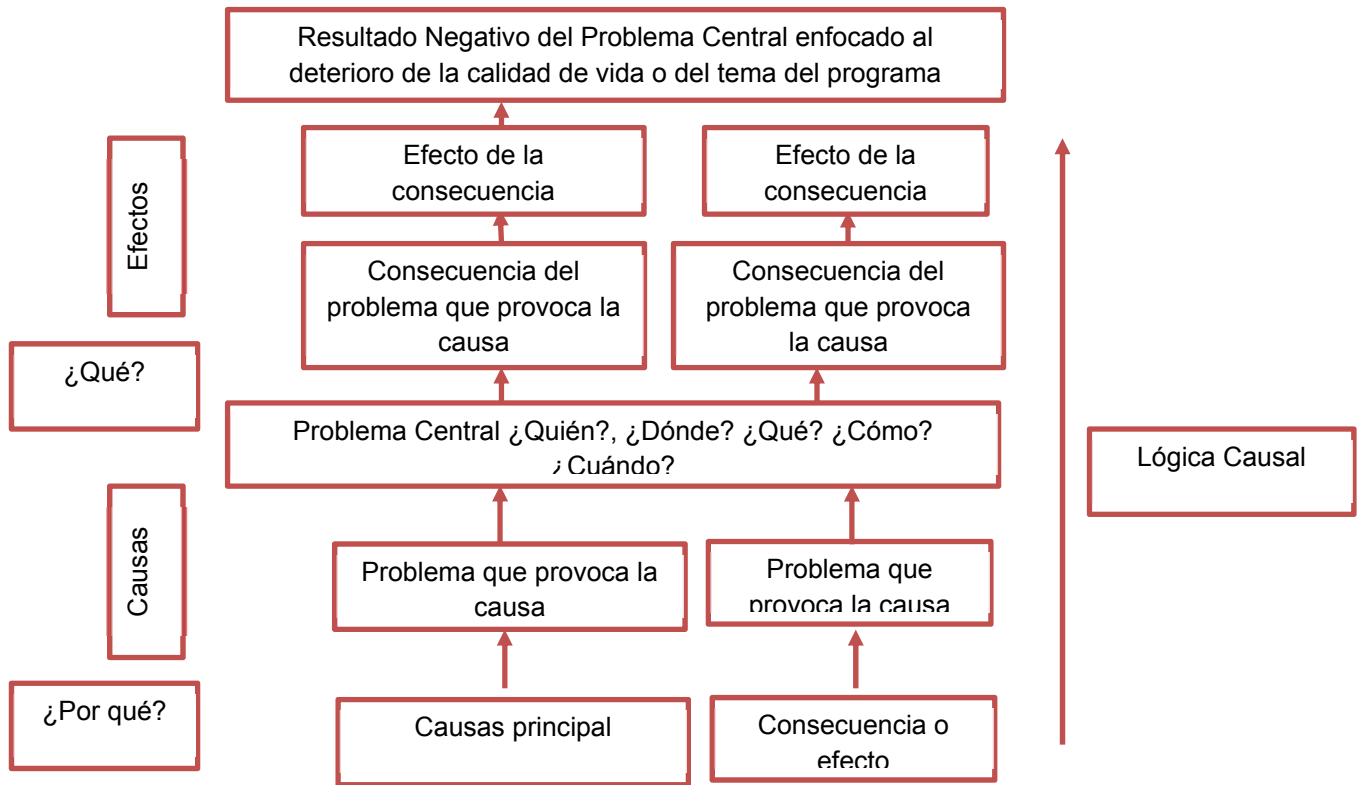 Resultado Negativo del Problema Central enfocado al
deterioro de la calidad de vida o del tema del programa
Efectos
Efecto de la
consecuencia
Efecto de la
consecuencia
Consecuencia del
problema que provoca la
causa
Consecuencia del
problema que provoca
la causa
¿Qué?
Problema Central ¿Quién?, ¿Dónde? ¿Qué? ¿Cómo?
¿Cuándo?
Lógica Causal
Causas
Problema que provoca la
causa
Problema que
provoca la causa
¿Por qué?
Causas principal
Consecuencia o
efecto